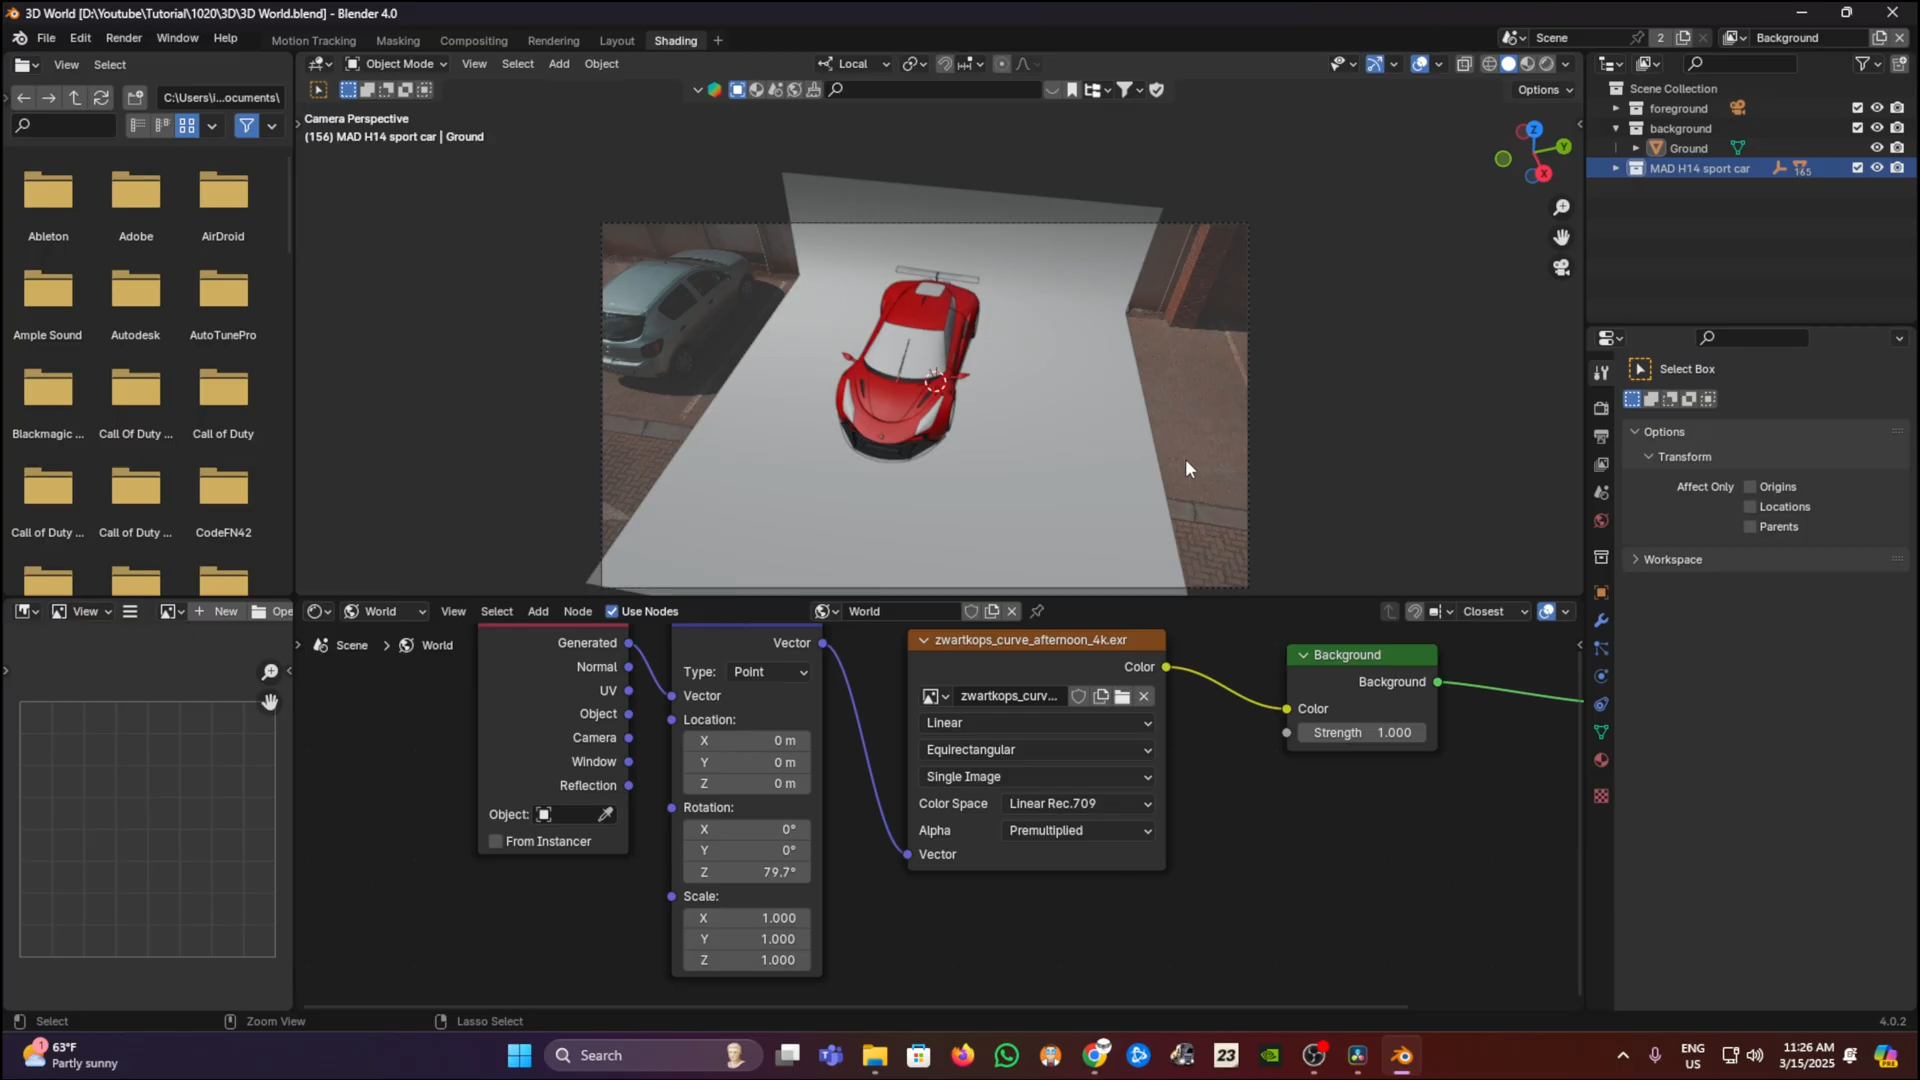 3D World [D:\Youtube\Tutorial\1020\3D\3D World.blend] - Blender 4.0
File Edit Render Window Help
Motion Tracking Masking Compositing Rendering Layout Shading
Scene 2
Background
View Select
Object Mode View Select Add Object
Local
C:\Users\i...ocuments\
Options
Camera Perspective
(156) MAD H14 sport car | Ground
Z
Y
X
Ableton Adobe AirDroid
Ample Sound Autodesk AutoTunePro
Blackmagic ... Call Of Duty ... Call of Duty
Call of Duty ... Call of Duty ... CodeFN42
Scene Collection
foreground
background
Ground
MAD H14 sport car 165
Select Box
Options
Transform
Affect Only Origins
Locations
Parents
Workspace
View New Ope
World View Select Add Node Use Nodes World Closest
Scene World
Generated
Normal
UV
Object
Camera
Window
Reflection
Object:
From Instancer
Vector
Type: Point
Vector
Location:
X 0 m
Y 0 m
Z 0 m
Rotation:
X 0°
Y 0°
Z 79.7°
Scale:
X 1.000
Y 1.000
Z 1.000
zwartkops_curve_afternoon_4k.exr
Color
zwartkops_curv...
Linear
Equirectangular
Single Image
Color Space Linear Rec.709
Alpha Premultiplied
Vector
Background
Background
Color
Strength 1.000
Select Zoom View Lasso Select 4.0.2
1
63°F
Partly sunny
Search
23
ENG
US
11:26 AM
3/15/2025